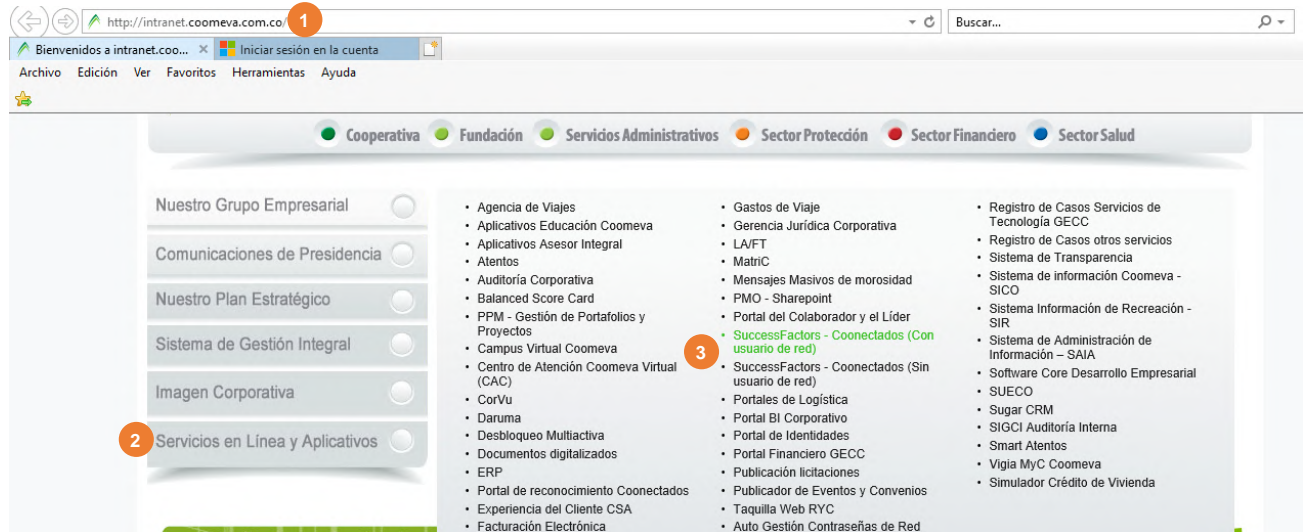 http://intranet.coomeva.com.co/
1
Buscar...
Bienvenidos a intranet.coo...
Iniciar sesión en la cuenta
Archivo Edición Ver Favoritos Herramientas Ayuda
Cooperativa Fundación Servicios Administrativos Sector Protección Sector Financiero Sector Salud
Nuestro Grupo Empresarial
Comunicaciones de Presidencia
Nuestro Plan Estratégico
Sistema de Gestión Integral
Imagen Corporativa
2
Servicios en Línea y Aplicativos
• Agencia de Viajes
• Aplicativos Educación Coomeva
• Aplicativos Asesor Integral
• Atentos
• Auditoría Corporativa
• Balanced Score Card
• PPM - Gestión de Portafolios y
Proyectos
• Campus Virtual Coomeva
• Centro de Atención Coomeva Virtual
(CAC)
• CorVu
• Daruma
• Desbloqueo Multiactiva
• Documentos digitalizados
• ERP
• Portal de reconocimiento Coonectados
• Experiencia del Cliente CSA
• Facturación Electrónica
• Gastos de Viaje
• Gerencia Jurídica Corporativa
• LA/FT
• MatriC
• Mensajes Masivos de morosidad
• PMO - Sharepoint
• Portal del Colaborador y el Líder
3
• SuccessFactors - Coonectados (Con
usuario de red)
• SuccessFactors - Coonectados (Sin
usuario de red)
• Portales de Logística
• Portal BI Corporativo
• Portal de Identidades
• Portal Financiero GECC
• Publicación licitaciones
• Publicador de Eventos y Convenios
• Taquilla Web RYC
• Auto Gestión Contraseñas de Red
• Registro de Casos Servicios de
Tecnología GECC
• Registro de Casos otros servicios
• Sistema de Transparencia
• Sistema de información Coomeva -
SICO
• Sistema Información de Recreación -
SIR
• Sistema de Administración de
Información – SAIA
• Software Core Desarrollo Empresarial
• SUECO
• Sugar CRM
• SIGCI Auditoría Interna
• Smart Atentos
• Vigia MyC Coomeva
• Simulador Crédito de Vivienda